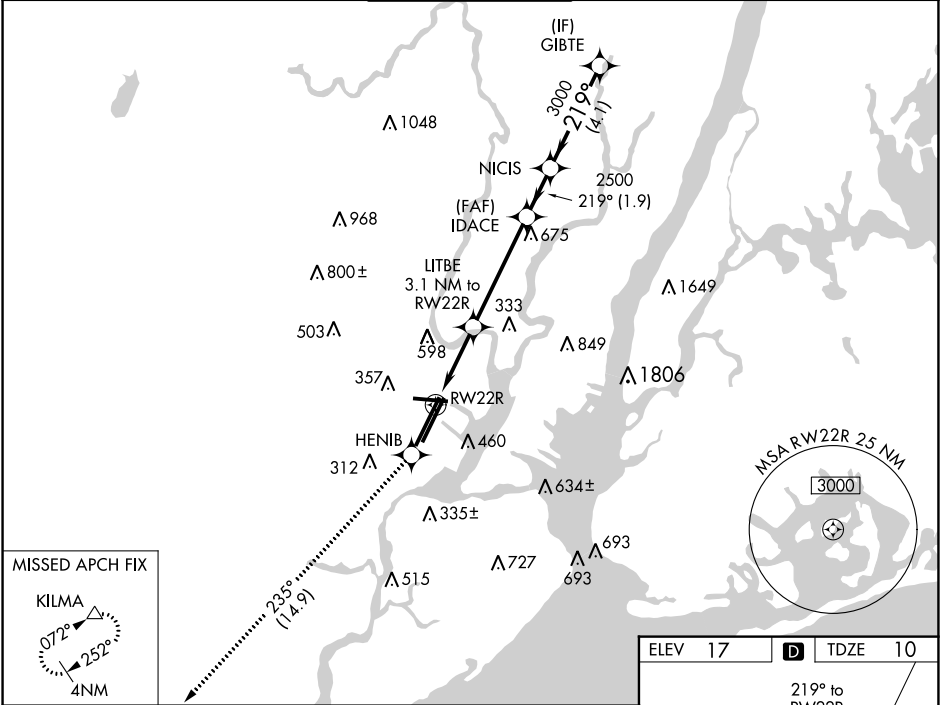 (IF)
GIBTE
3000
219°
(4.1)
1048
NICIS
2500
219° (1.9)
(FAF)
IDACE
968
675
800±
LITBE
3.1 NM to
RW22R
1649
333
503
598
849
357
1806
RW22R
HENIB
460
312
MSA RW22R 25 NM
3000
634±
335±
693
727
693
515
235°
(14.9)
MISSED APCH FIX
KILMA
072°
252°
4NM
ELEV 17
D
TDZE 10
219° to
RW22R